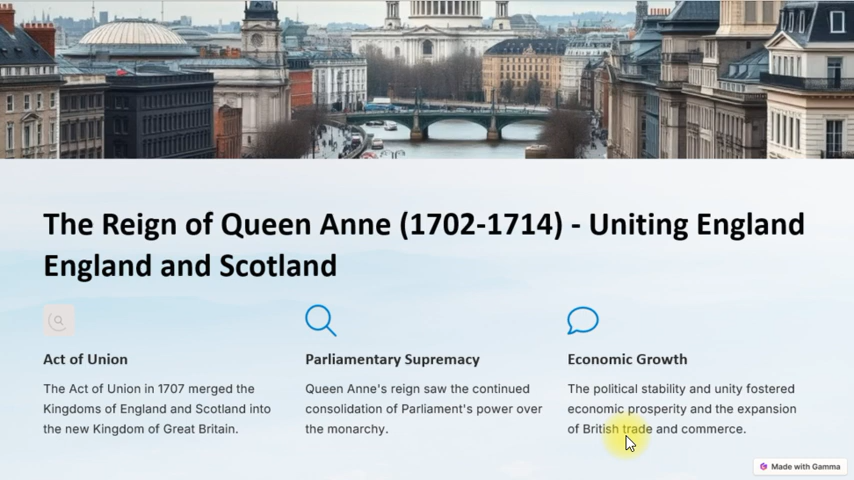 The Reign of Queen Anne (1702-1714) - Uniting England
England and Scotland
Act of Union
The Act of Union in 1707 merged the
Kingdoms of England and Scotland into
the new Kingdom of Great Britain.
Parliamentary Supremacy
Queen Anne's reign saw the continued
consolidation of Parliament's power over
the monarchy.
Economic Growth
The political stability and unity fostered
economic prosperity and the expansion
of British trade and commerce.
Made with Gamma